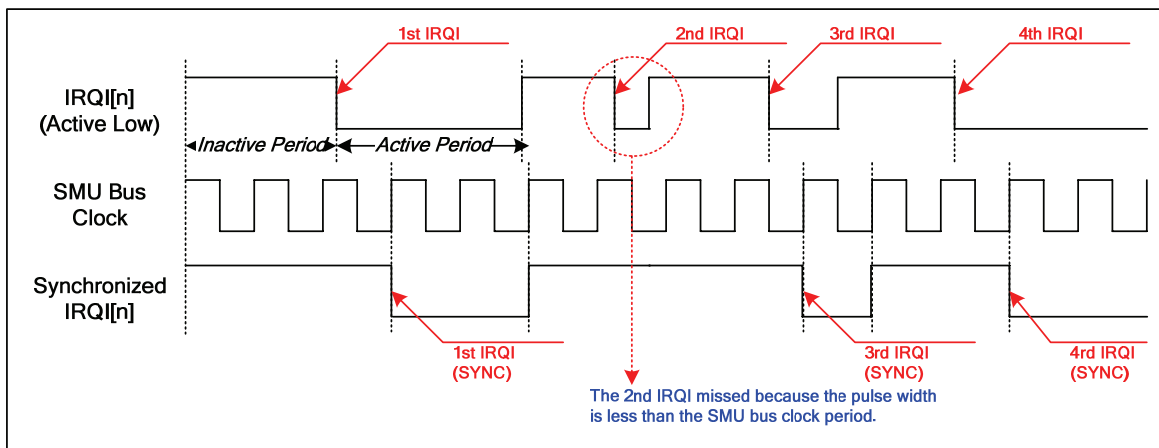 1st IRQI
2nd IRQI
3rd IRQI
4th IRQI
IRQI[n]
(Active Low)
Inactive Period
Active Period
SMU Bus
Clock
Synchronized
IRQI[n]
1st IRQI
(SYNC)
3rd IRQI
(SYNC)
4rd IRQI
(SYNC)
The 2nd IRQI missed because the pulse width
is less than the SMU bus clock period.